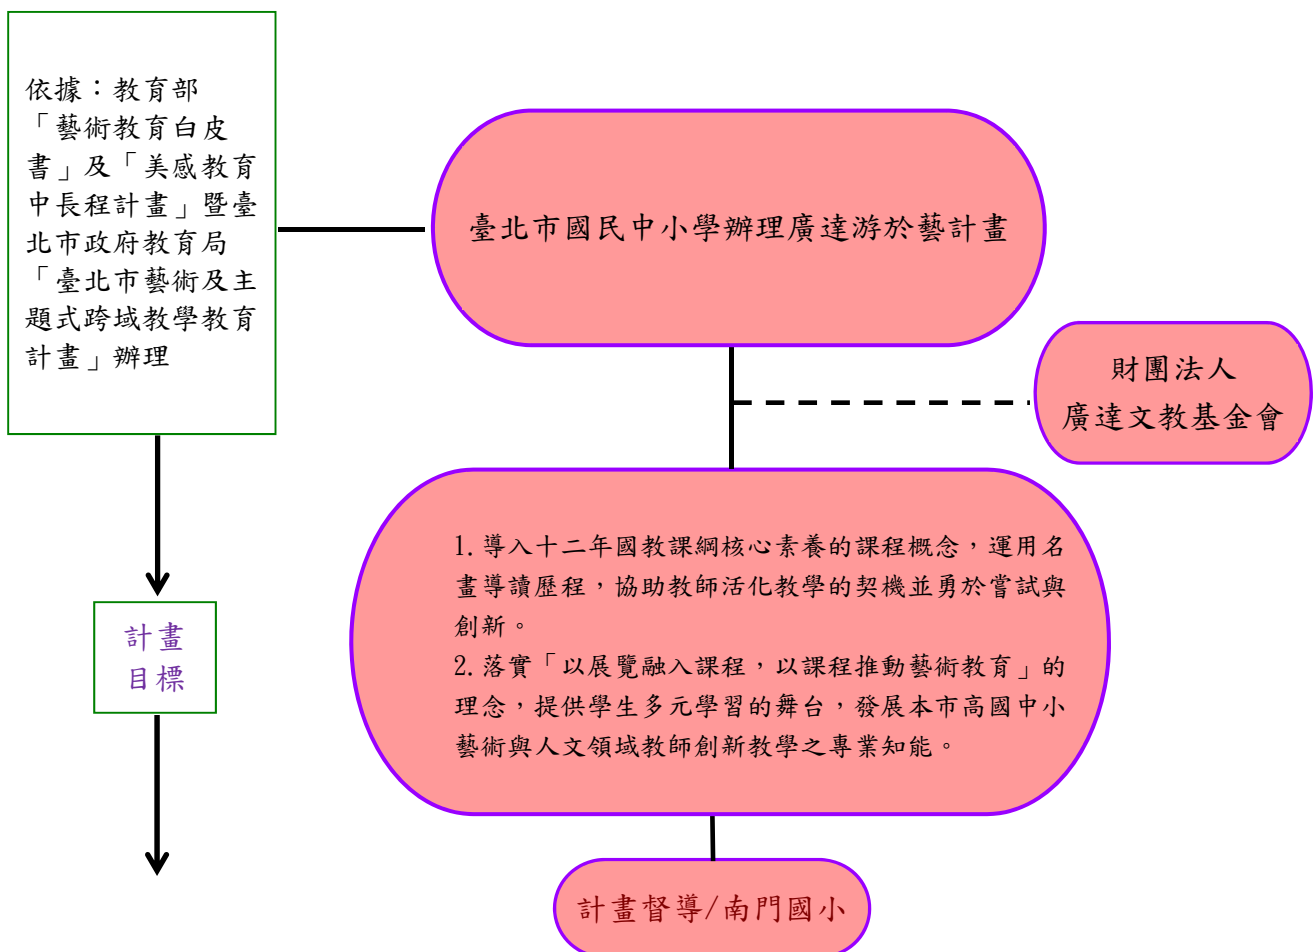 依據：教育部
「藝術教育白皮
書」及「美感教育
中長程計畫」暨臺
北市政府教育局
「臺北市藝術及主
題式跨域教學教育
計畫」辦理
臺北市國民中小學辦理廣達游於藝計畫
財團法人
廣達文教基金會
1.導入十二年國教課綱核心素養的課程概念，運用名
畫導讀歷程，協助教師活化教學的契機並勇於嘗試與
創新。
2.落實「以展覽融入課程，以課程推動藝術教育」的
理念，提供學生多元學習的舞台，發展本市高國中小
藝術與人文領域教師創新教學之專業知能。
計畫
目標
計畫督導/南門國小